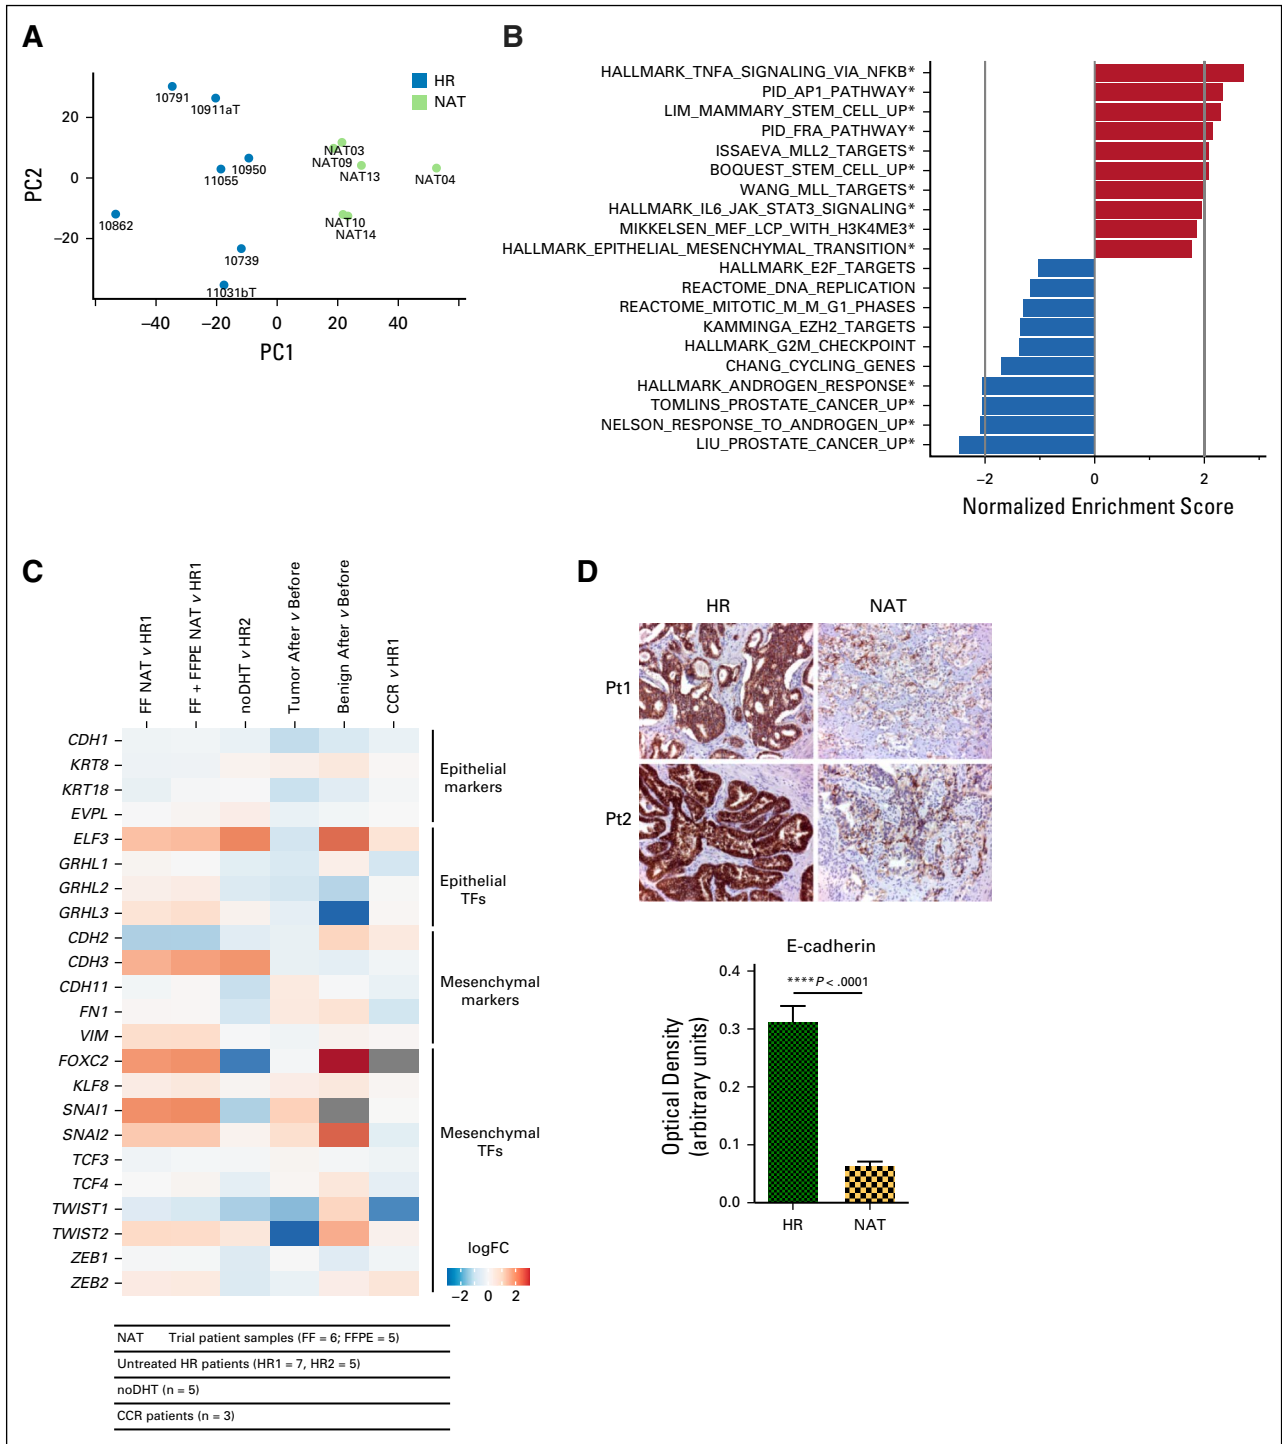 A
HR
NAT
10791
10911aT
10950
11055
10862
10739
11031bT
NAT03
NAT09
NAT13
NAT04
NAT10
NAT14
20
0
−20
PC2
−40
−20
0
20
40
PC1
B
HALLMARK_TNFA_SIGNALING_VIA_NFKB*
PID_AP1_PATHWAY*
LIM_MAMMARY_STEM_CELL_UP*
PID_FRA_PATHWAY*
ISSAEVA_MLL2_TARGETS*
BOQUEST_STEM_CELL_UP*
WANG_MLL_TARGETS*
HALLMARK_IL6_JAK_STAT3_SIGNALING*
MIKKELSEN_MEF_LCP_WITH_H3K4ME3*
HALLMARK_EPITHELIAL_MESENCHYMAL_TRANSITION*
HALLMARK_E2F_TARGETS
REACTOME_DNA_REPLICATION
REACTOME_MITOTIC_M_M_G1_PHASES
KAMMINGA_EZH2_TARGETS
HALLMARK_G2M_CHECKPOINT
CHANG_CYCLING_GENES
HALLMARK_ANDROGEN_RESPONSE*
TOMLINS_PROSTATE_CANCER_UP*
NELSON_RESPONSE_TO_ANDROGEN_UP*
LIU_PROSTATE_CANCER_UP*
−2
0
2
Normalized Enrichment Score
C
FF NAT v HR1
FF + FFPE NAT v HR1
noDHT v HR2
Tumor After v Before
Benign After v Before
CCR v HR1
CDH1
KRT8
KRT18
EVPL
ELF3
GRHL1
GRHL2
GRHL3
CDH2
CDH3
CDH11
FN1
VIM
FOXC2
KLF8
SNAI1
SNAI2
TCF3
TCF4
TWIST1
TWIST2
ZEB1
ZEB2
Epithelial
markers
Epithelial
TFs
Mesenchymal
markers
Mesenchymal
TFs
logFC
−2 0 2
NAT Trial patient samples (FF = 6; FFPE = 5)
Untreated HR patients (HR1 = 7, HR2 = 5)
noDHT (n = 5)
CCR patients (n = 3)
D
HR
NAT
Pt1
Pt2
E-cadherin
****P < .0001
0.4
0.3
0.2
0.1
0.0
Optical Density
(arbitrary units)
HR
NAT